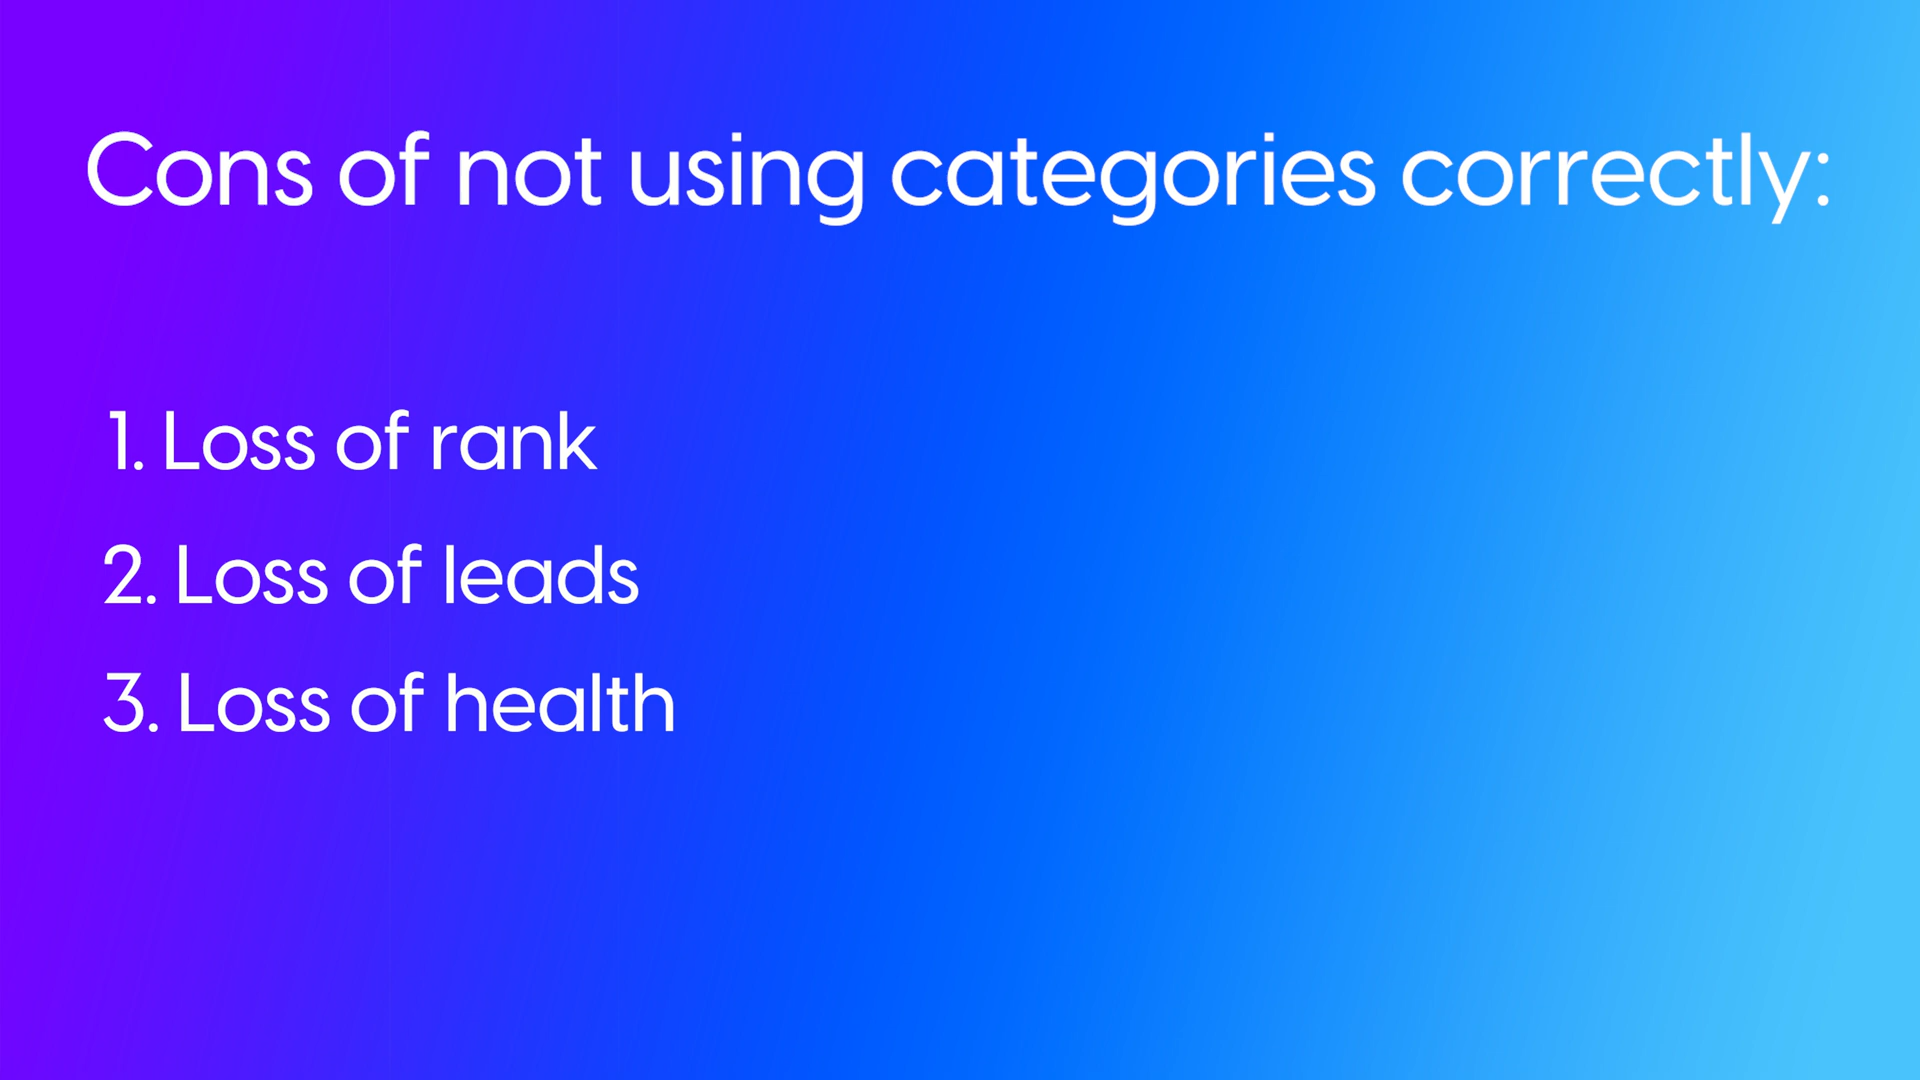 Cons of not using categories correctly:
1. Loss of rank
2. Loss of leads
3. Loss of health